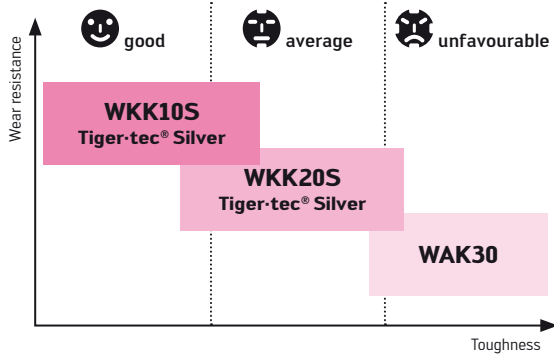 good
average
unfavourable
Wear resistance
WKK10S
Tiger·tec® Silver
WKK20S
Tiger·tec® Silver
WAK30
Toughness